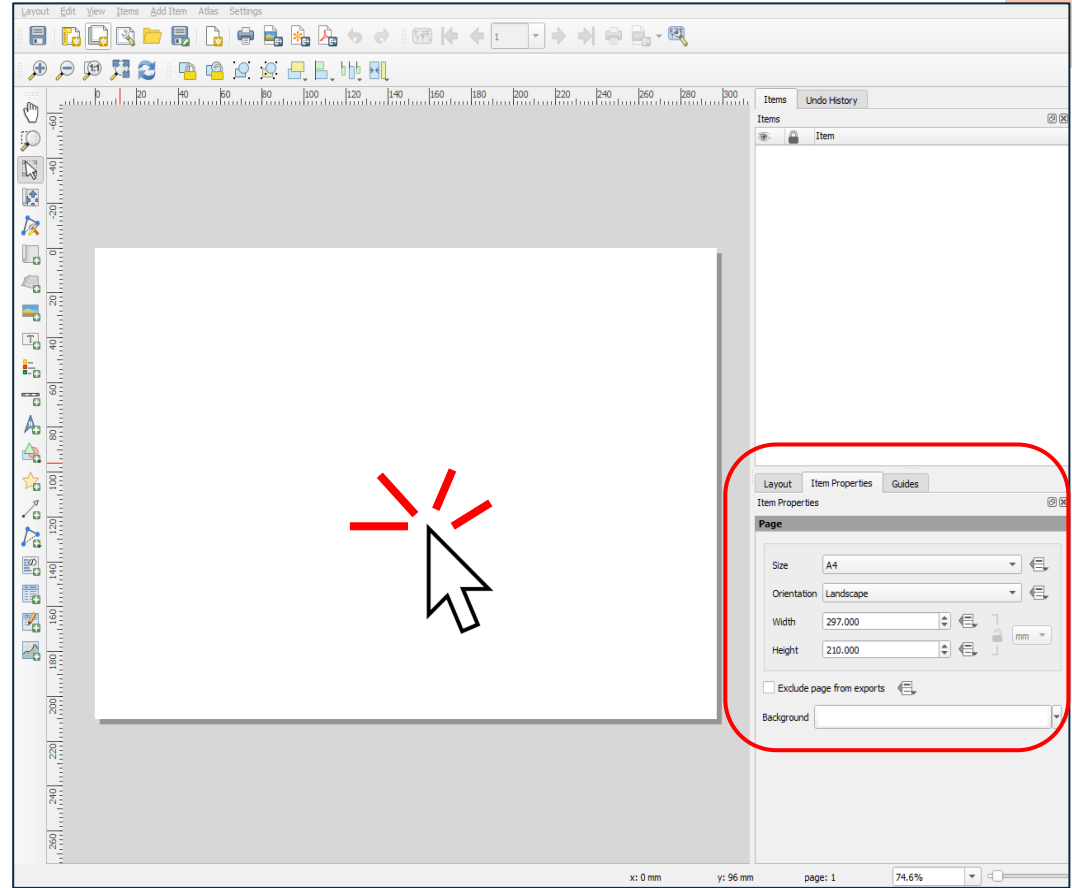 Layout Edit View Items Add Item Atlas Settings
1:1
1
0 20 40 60 80 100 120 140 160 180 200 220 240 260 280 300
-60
-40
-20
0
20
40
60
80
100
120
140
160
180
200
220
240
260
Items Undo History
Items
Item
Layout Item Properties Guides
Item Properties
Page
Size A4
Orientation Landscape
Width 297.000
mm
Height 210.000
Exclude page from exports
Background
x: 0 mm y: 96 mm page: 1 74.6%